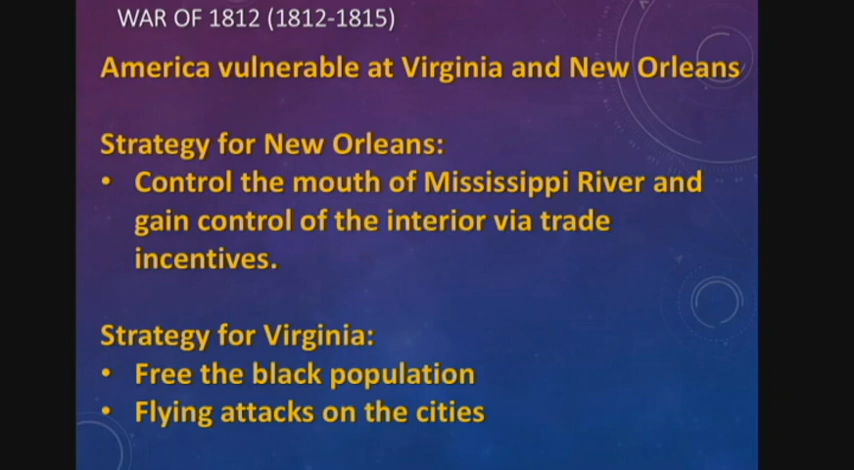 WAR OF 1812 (1812-1815)
America vulnerable at Virginia and New Orleans
Strategy for New Orleans:
• Control the mouth of Mississippi River and
gain control of the interior via trade
incentives.
Strategy for Virginia:
• Free the black population
• Flying attacks on the cities